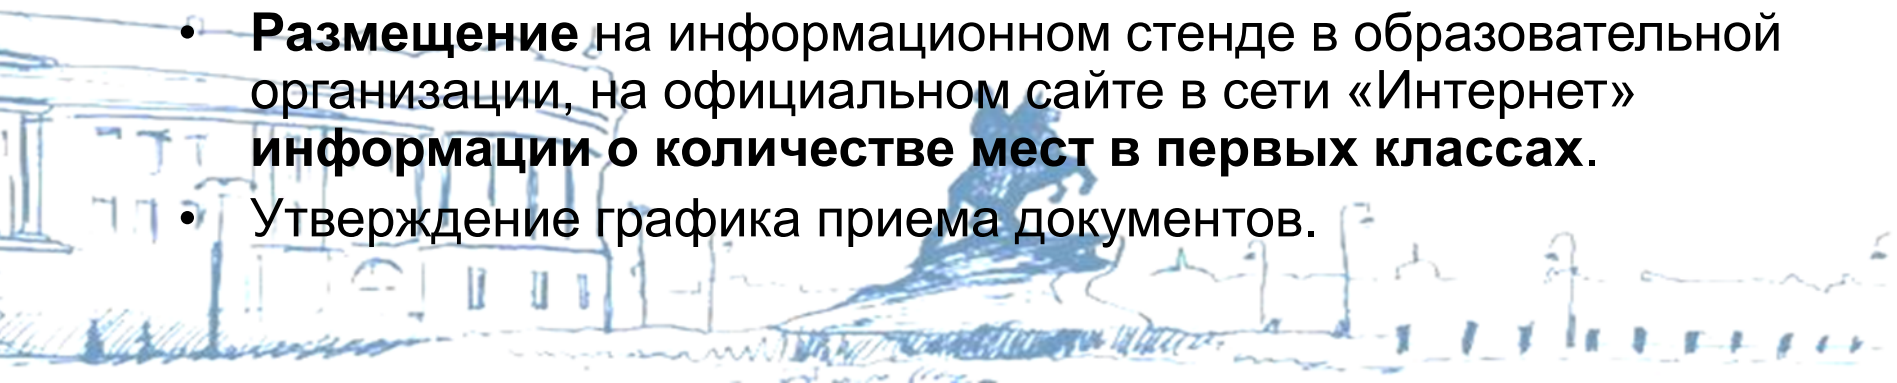 • Размещение на информационном стенде в образовательной
организации, на официальном сайте в сети «Интернет»
информации о количестве мест в первых классах.
• Утверждение графика приема документов.